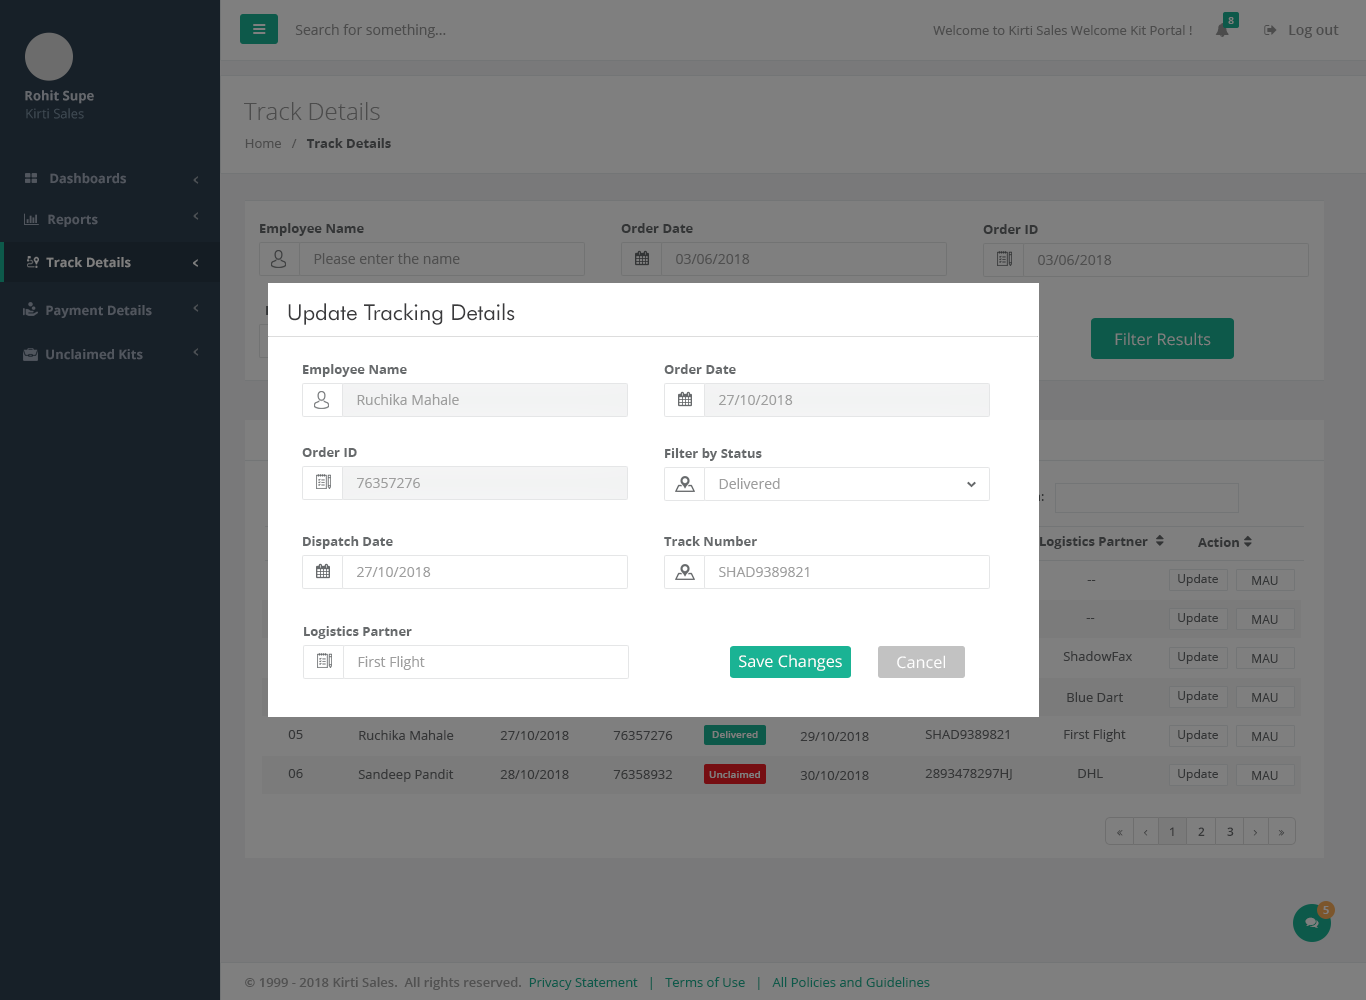 Search for something...
Welcome to Kirti Sales Welcome Kit Portal !
8
Log out
Rohit Supe
Kirti Sales
Dashboards
Reports
Track Details
Payment Details
Unclaimed Kits
Track Details
Home / Track Details
Employee Name
Please enter the name
Order Date
03/06/2018
Order ID
03/06/2018
Filter Results
Update Tracking Details
Employee Name
Ruchika Mahale
Order Date
27/10/2018
Order ID
76357276
Filter by Status
Delivered
Dispatch Date
27/10/2018
Track Number
SHAD9389821
Logistics Partner
First Flight
Save Changes
Cancel
Logistics Partner Action
-- Update MAU
-- Update MAU
ShadowFax Update MAU
Blue Dart Update MAU
05 Ruchika Mahale 27/10/2018 76357276 Delivered 29/10/2018 SHAD9389821 First Flight Update MAU
06 Sandeep Pandit 28/10/2018 76358932 Unclaimed 30/10/2018 2893478297HJ DHL Update MAU
« ‹ 1 2 3 › »
5
© 1999 - 2018 Kirti Sales. All rights reserved. Privacy Statement | Terms of Use | All Policies and Guidelines